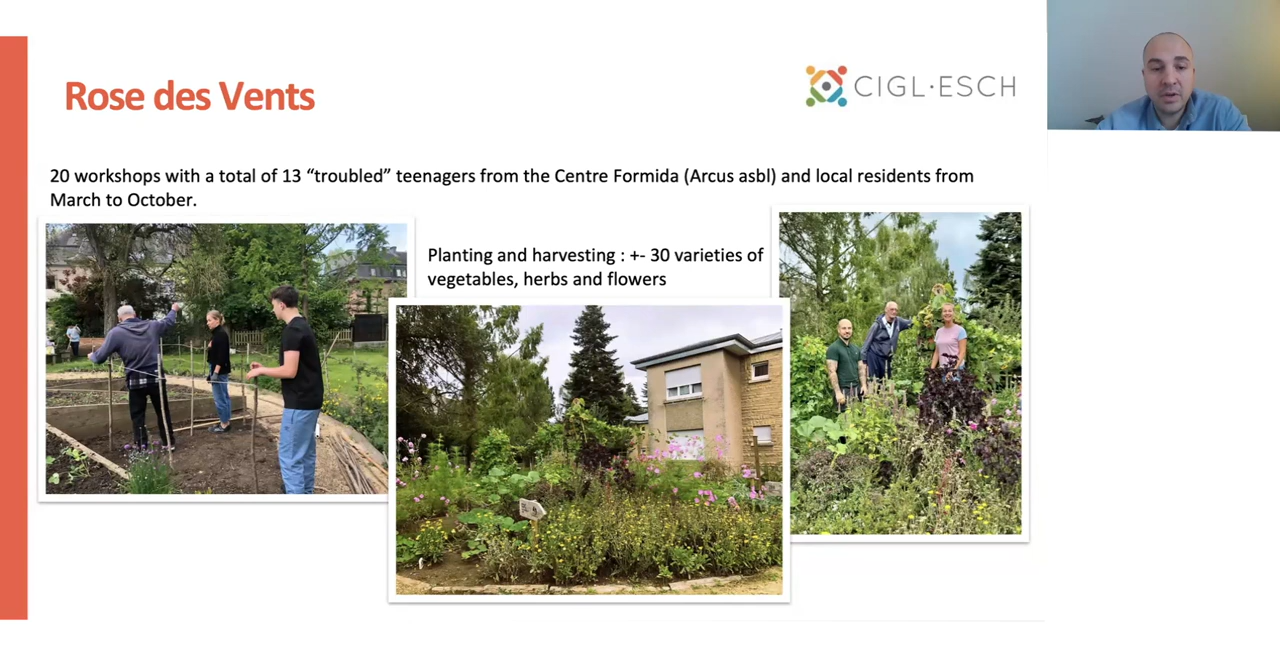 Rose des Vents
CIGL·ESCH
20 workshops with a total of 13 “troubled” teenagers from the Centre Formida (Arcus asbl) and local residents from
March to October.
Planting and harvesting : +- 30 varieties of
vegetables, herbs and flowers